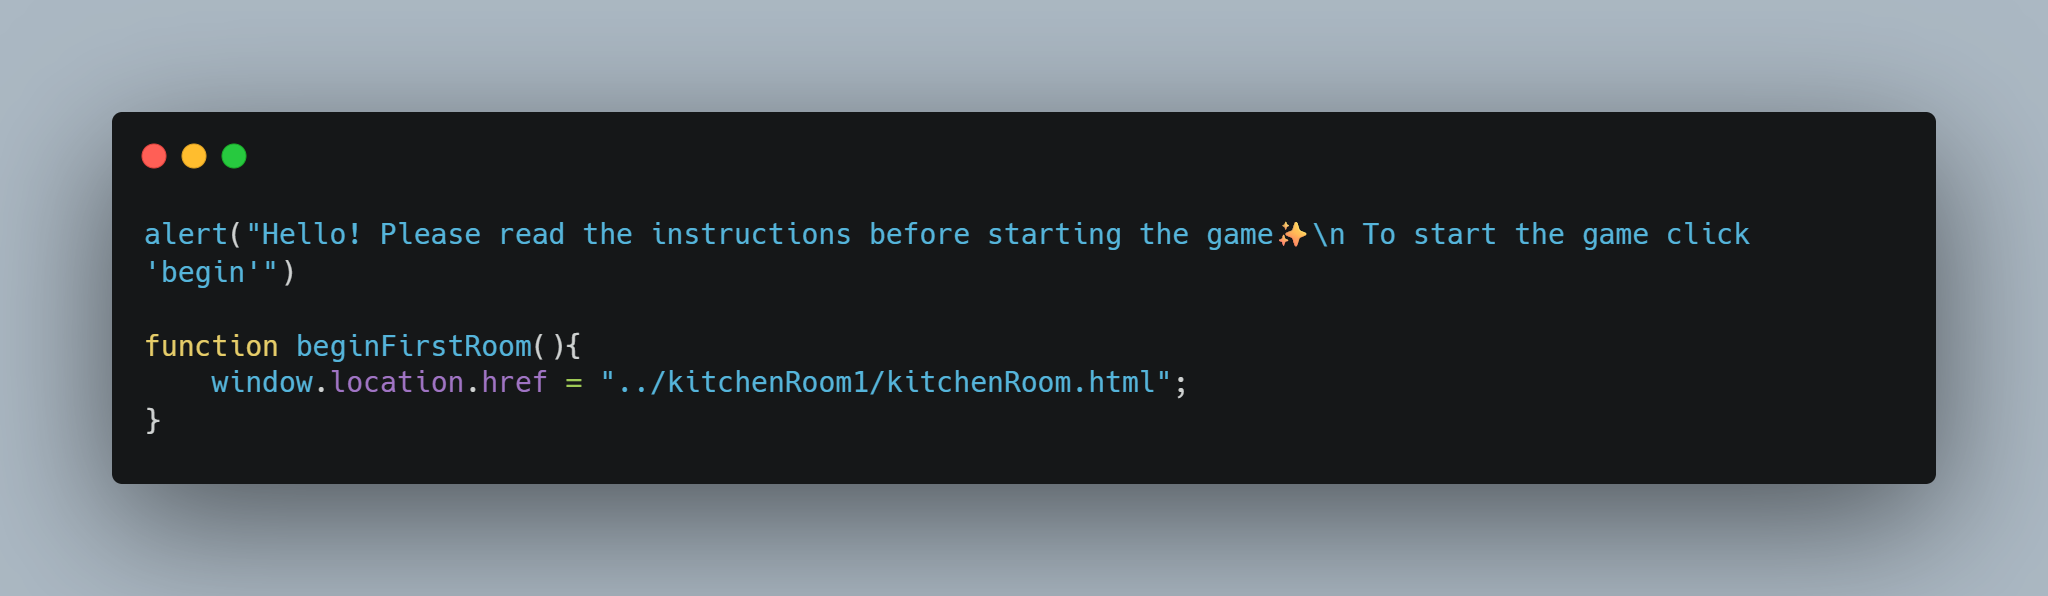 alert("Hello! Please read the instructions before starting the game✨\n To start the game click
'begin'")
function beginFirstRoom(){
    window.location.href = "../kitchenRoom1/kitchenRoom.html";
}